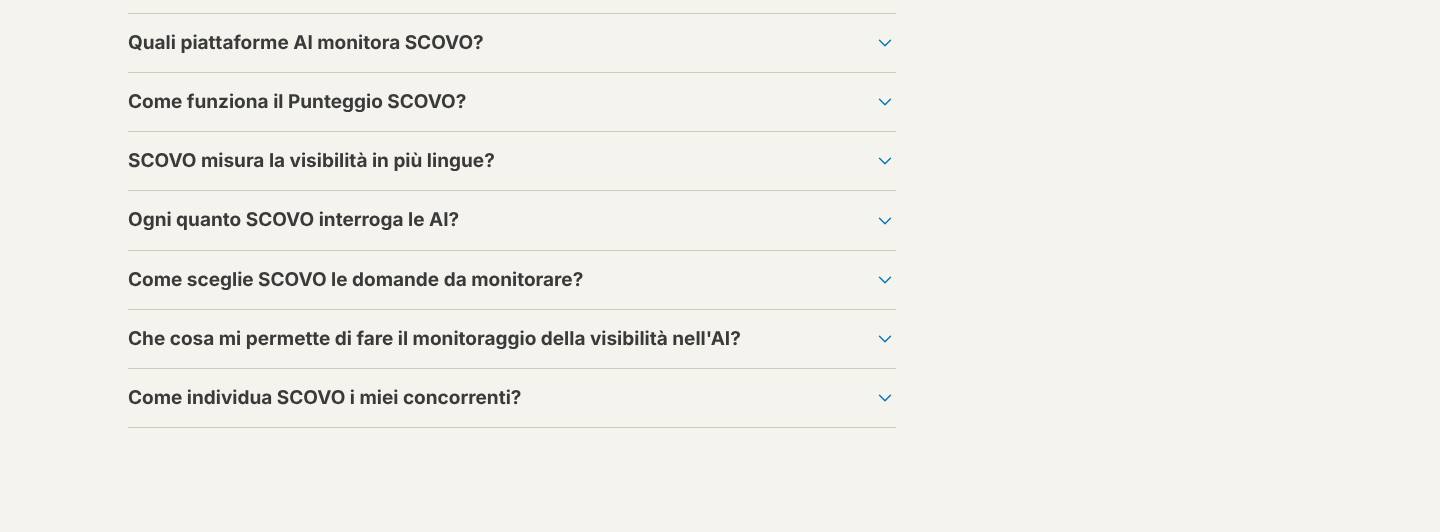 Quali piattaforme AI monitora SCOVO?
Come funziona il Punteggio SCOVO?
SCOVO misura la visibilità in più lingue?
Ogni quanto SCOVO interroga le AI?
Come sceglie SCOVO le domande da monitorare?
Che cosa mi permette di fare il monitoraggio della visibilità nell'AI?
Come individua SCOVO i miei concorrenti?